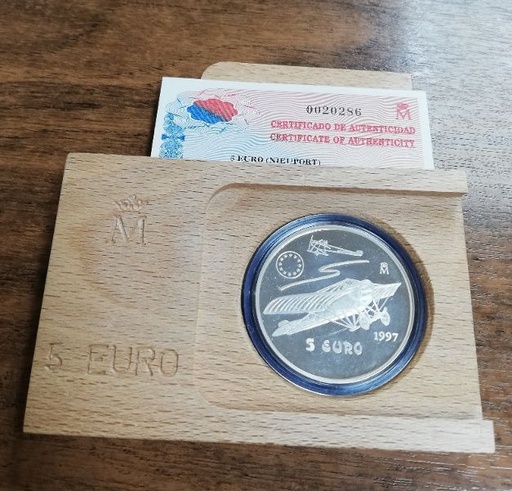 0020286
M
CERTIFICADO DE AUTENTICIDAD
CERTIFICATE OF AUTHENTICITY
5 EURO (NIEUPORT)
M
5 EURO
M
1997
5 EURO